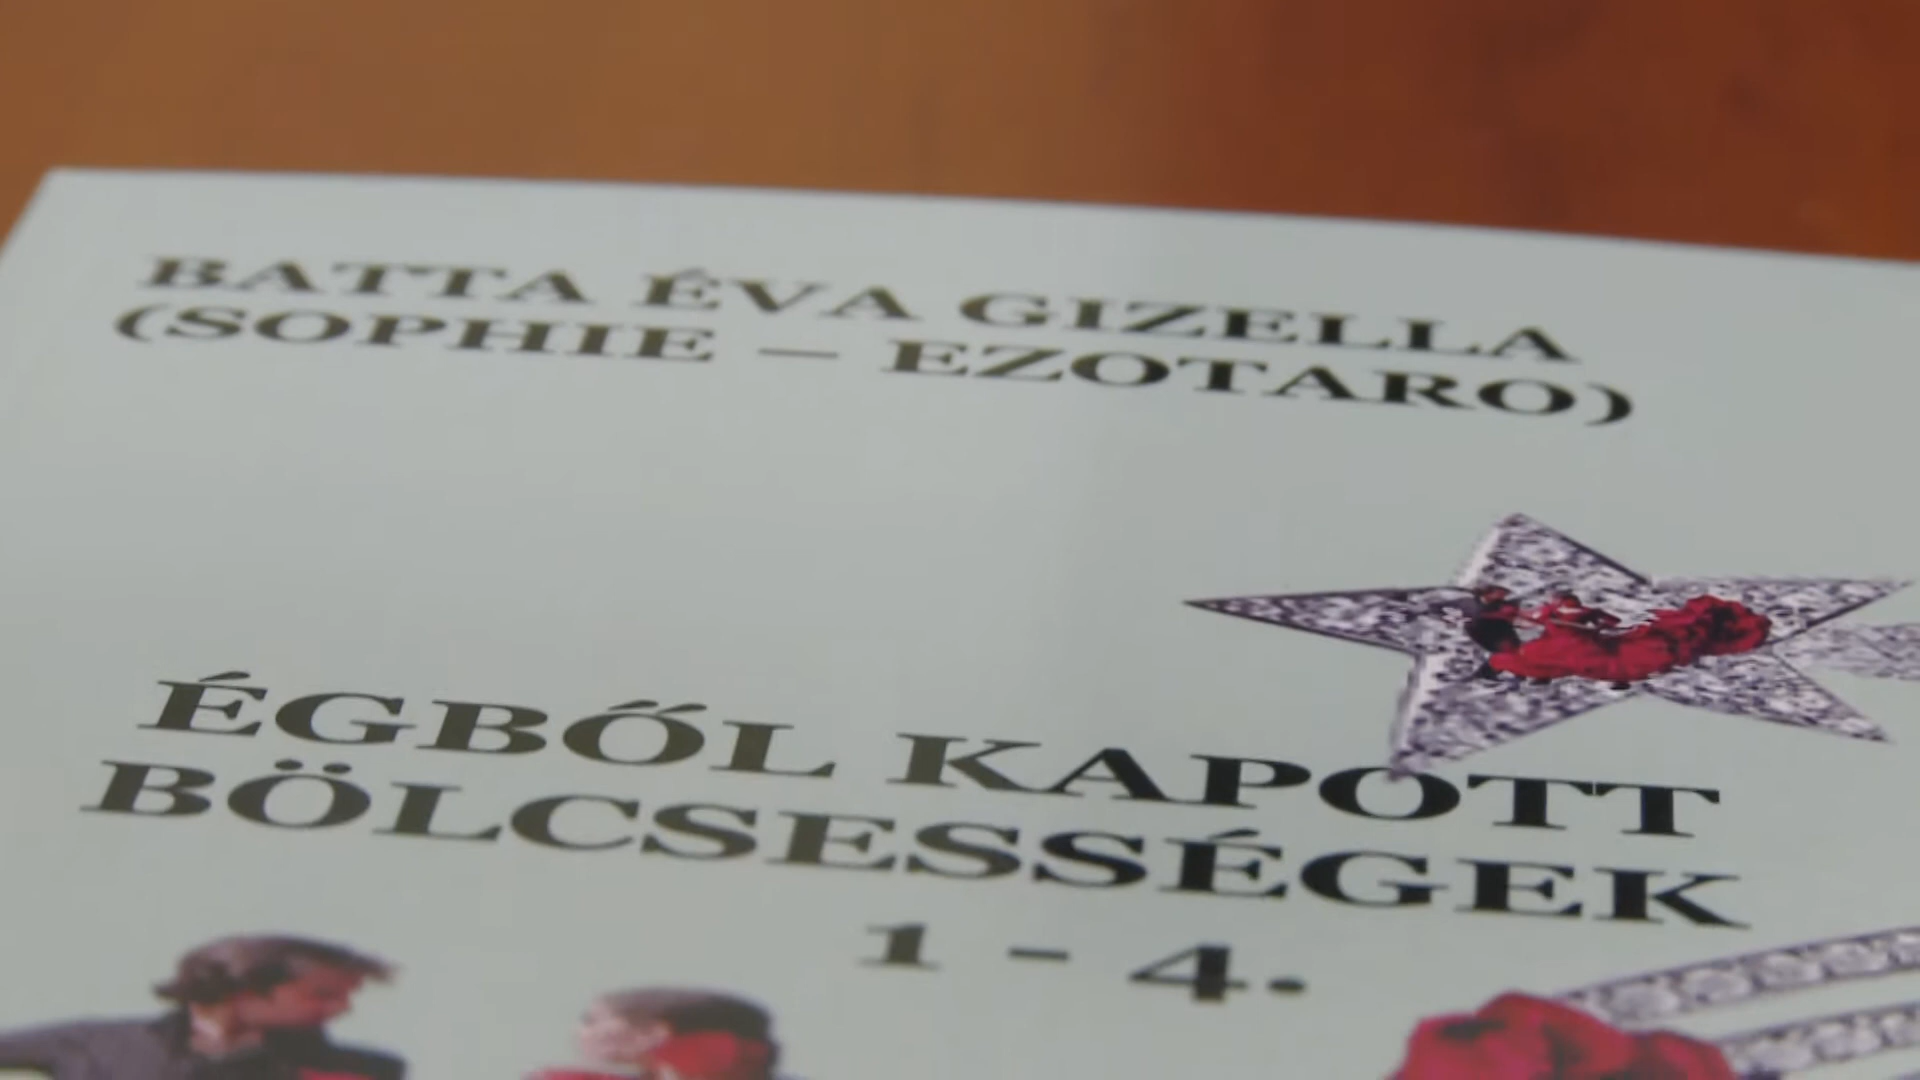 BATTA ÉVA GIZELLA
(SOPHIE – EZOTARO)
ÉGBŐL KAPOTT
BÖLCSESSÉGEK
1 - 4.